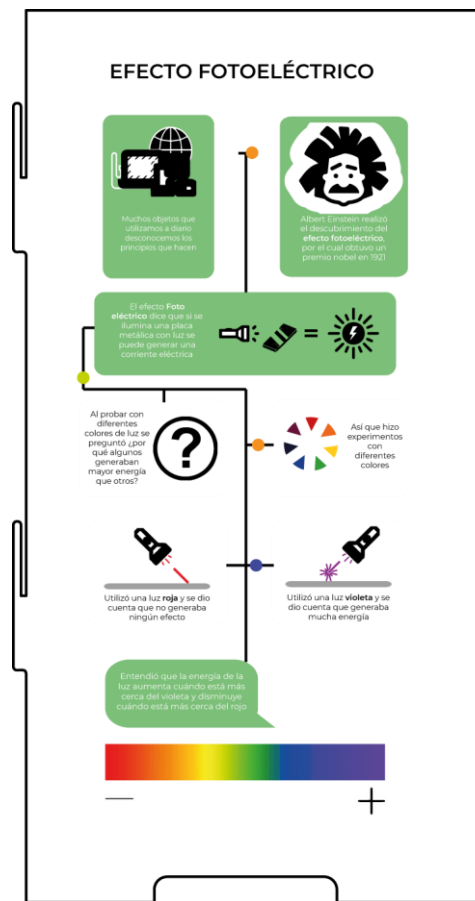 EFECTO FOTOELÉCTRICO
Muchos objetos que
utilizamos a diario
desconocemos los
principios que hacen
Albert Einstein realizó
el descubrimiento del
efecto fotoeléctrico,
por el cual obtuvo un
premio nobel en 1921
El efecto Foto
eléctrico dice que si se
ilumina una placa
metálica con luz se
puede generar una
corriente eléctrica
=
Al probar con
diferentes
colores de luz se
preguntó ¿por
qué algunos
generaban
mayor energía
que otros?
?
Así que hizo
experimentos
con
diferentes
colores
Utilizó una luz roja y se dio
cuenta que no generaba
ningún efecto
Utilizó una luz violeta y se
dio cuenta que generaba
mucha energía
Entendió que la energía de la
luz aumenta cuándo está más
cerca del violeta y disminuye
cuándo está más cerca del rojo
— +